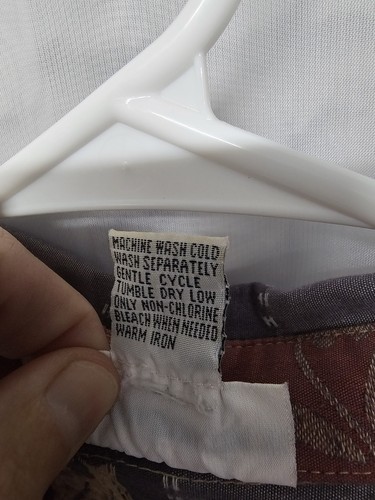 MACHINE WASH COLD
WASH SEPARATELY
GENTLE CYCLE
TUMBLE DRY LOW
ONLY NON-CHLORINE
BLEACH WHEN NEEDED
WARM IRON